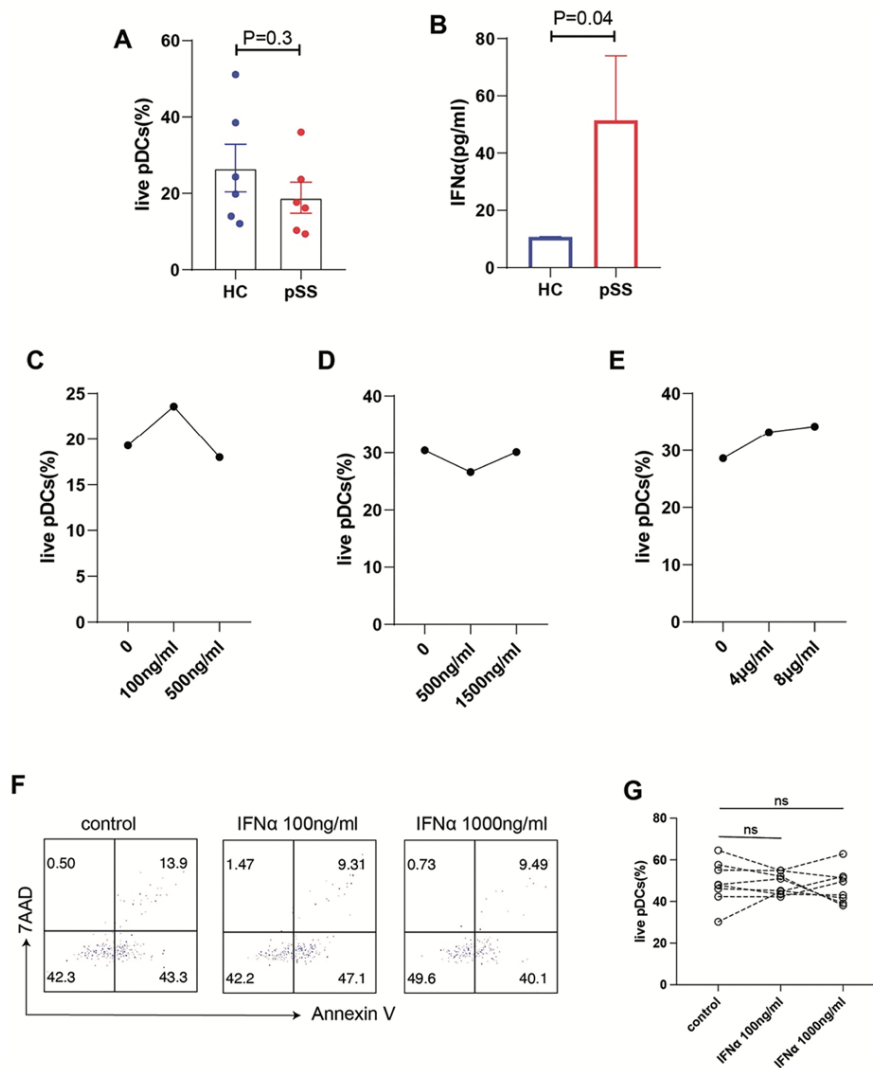 A
P=0.3
60
40
20
0
live pDCs(%)
HC
pSS
B
P=0.04
80
60
40
20
0
IFNα(pg/ml)
HC
pSS
C
25
20
15
10
5
0
live pDCs(%)
0
100ng/ml
500ng/ml
D
40
30
20
10
0
live pDCs(%)
0
500ng/ml
1500ng/ml
E
40
30
20
10
0
live pDCs(%)
0
4μg/ml
8μg/ml
F
control
0.50
13.9
42.3
43.3
IFNα 100ng/ml
1.47
9.31
42.2
47.1
IFNα 1000ng/ml
0.73
9.49
49.6
40.1
7AAD
Annexin V
G
ns
ns
80
60
40
20
0
live pDCs(%)
control
IFNα 100ng/ml
IFNα 1000ng/ml